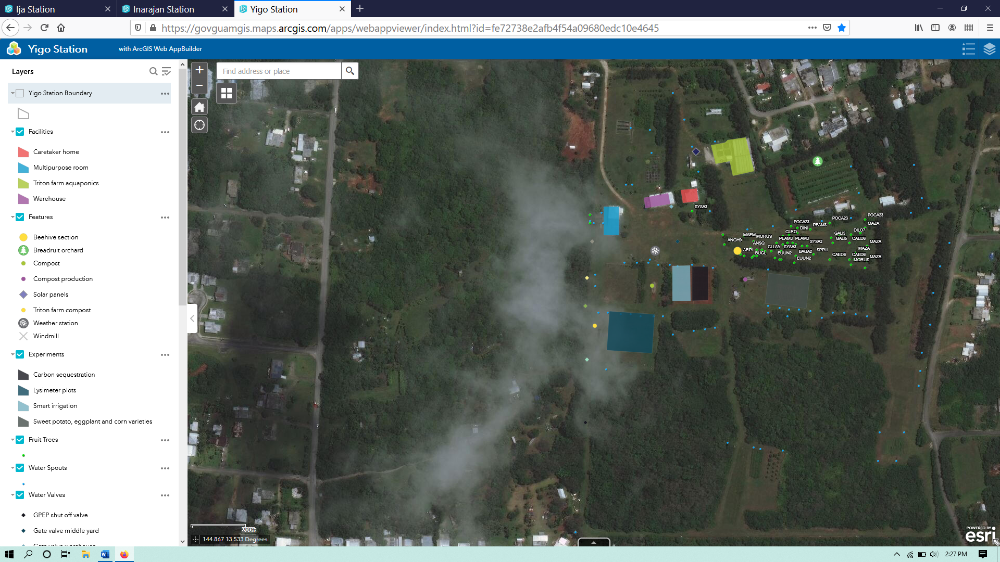 Ija Station
Inarajan Station
Yigo Station
https://govguamgis.maps.arcgis.com/apps/webappviewer/index.html?id=fe72738e2afb4f54a09680edc10e4645
Yigo Station
with ArcGIS Web AppBuilder
Layers
Yigo Station Boundary
Facilities
Caretaker home
Multipurpose room
Triton farm aquaponics
Warehouse
Features
Beehive section
Breadruit orchard
Compost
Compost production
Solar panels
Triton farm compost
Weather station
Windmill
Experiments
Carbon sequestration
Lysimeter plots
Smart irrigation
Sweet potato, eggplant and corn varieties
Fruit Trees
Water Spouts
Water Valves
GPEP shut off valve
Gate valve middle yard
Gate valve warehouse
Find address or place
SYSA3
POCA23
POCA23
POCA23
MAZA
PEAM3
DINI
CLRO
DILO7
GALI5
MAEM
MORUS
PEAM3
PEAM3
GALI5
CAED6
ANCH9
ANSQ
SYSA3
MAZA
CLLA9
SYSA3
MAZA
ARPI
BUGL
EUUN2
BAGA2
SPPU
CAED6
CAED6
MAZA
EUUN2
MORUS
200ft
144.867 13.533 Degrees
POWERED BY
esri
2:27 PM